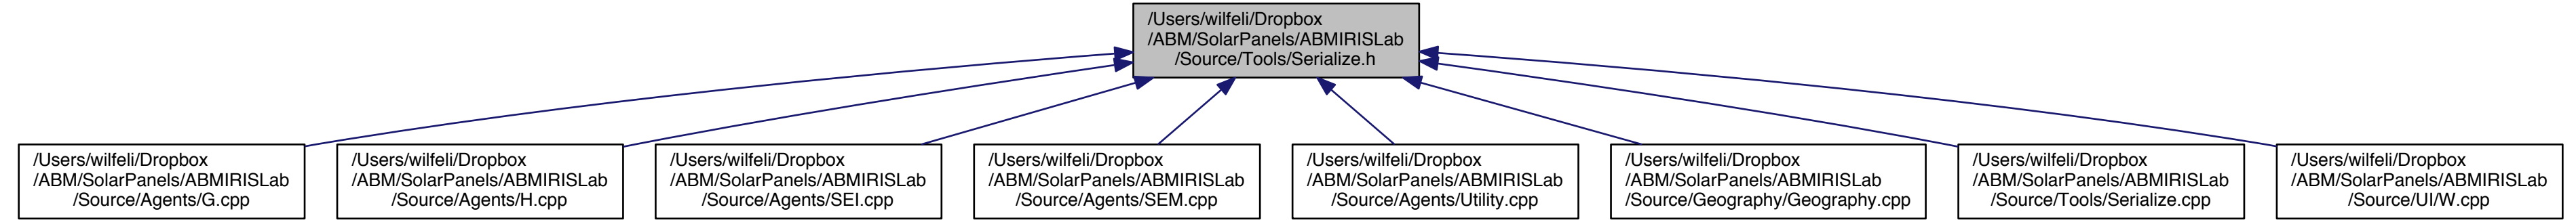 /Users/wilfeli/Dropbox
/ABM/SolarPanels/ABMIRISLab
/Source/Tools/Serialize.h
/Users/wilfeli/Dropbox
/ABM/SolarPanels/ABMIRISLab
/Source/Agents/G.cpp
/Users/wilfeli/Dropbox
/ABM/SolarPanels/ABMIRISLab
/Source/Agents/H.cpp
/Users/wilfeli/Dropbox
/ABM/SolarPanels/ABMIRISLab
/Source/Agents/SEI.cpp
/Users/wilfeli/Dropbox
/ABM/SolarPanels/ABMIRISLab
/Source/Agents/SEM.cpp
/Users/wilfeli/Dropbox
/ABM/SolarPanels/ABMIRISLab
/Source/Agents/Utility.cpp
/Users/wilfeli/Dropbox
/ABM/SolarPanels/ABMIRISLab
/Source/Geography/Geography.cpp
/Users/wilfeli/Dropbox
/ABM/SolarPanels/ABMIRISLab
/Source/Tools/Serialize.cpp
/Users/wilfeli/Dropbox
/ABM/SolarPanels/ABMIRISLab
/Source/UI/W.cpp